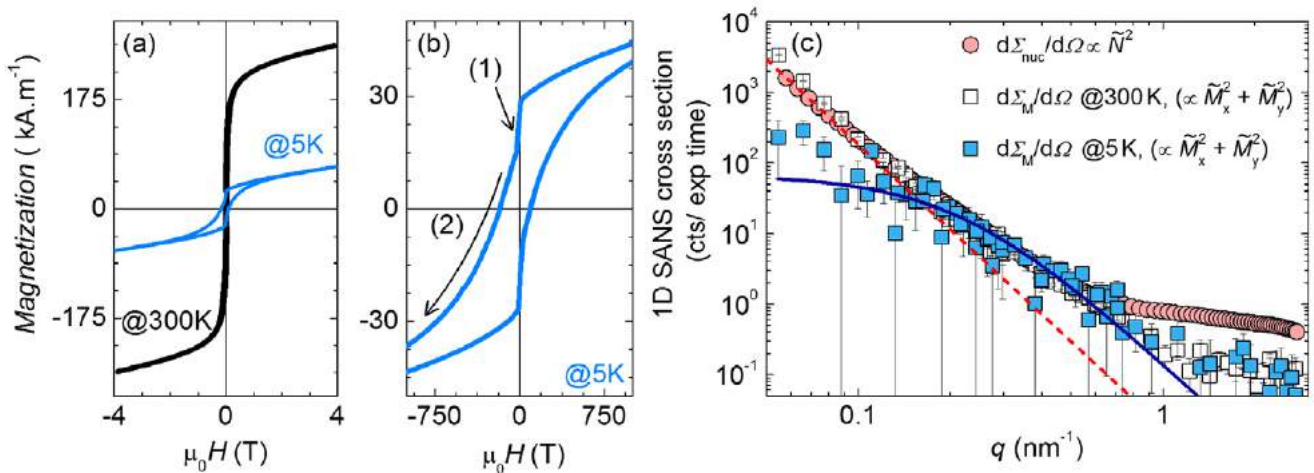 (a)
@5K
@300K
Magnetization ( kA.m⁻¹)
175
0
-175
-4
0
4
μ₀H (T)
(b)
(1)
(2)
@5K
30
0
-30
-750
0
750
μ₀H (T)
(c)
dΣnuc/dΩ ∝ Ñ²
dΣM/dΩ @300K, (∝ M̃x² + M̃y²)
dΣM/dΩ @5K, (∝ M̃x² + M̃y²)
1D SANS cross section
(cts/ exp time)
10⁴
10³
10²
10¹
10⁰
10⁻¹
0.1
1
q (nm⁻¹)